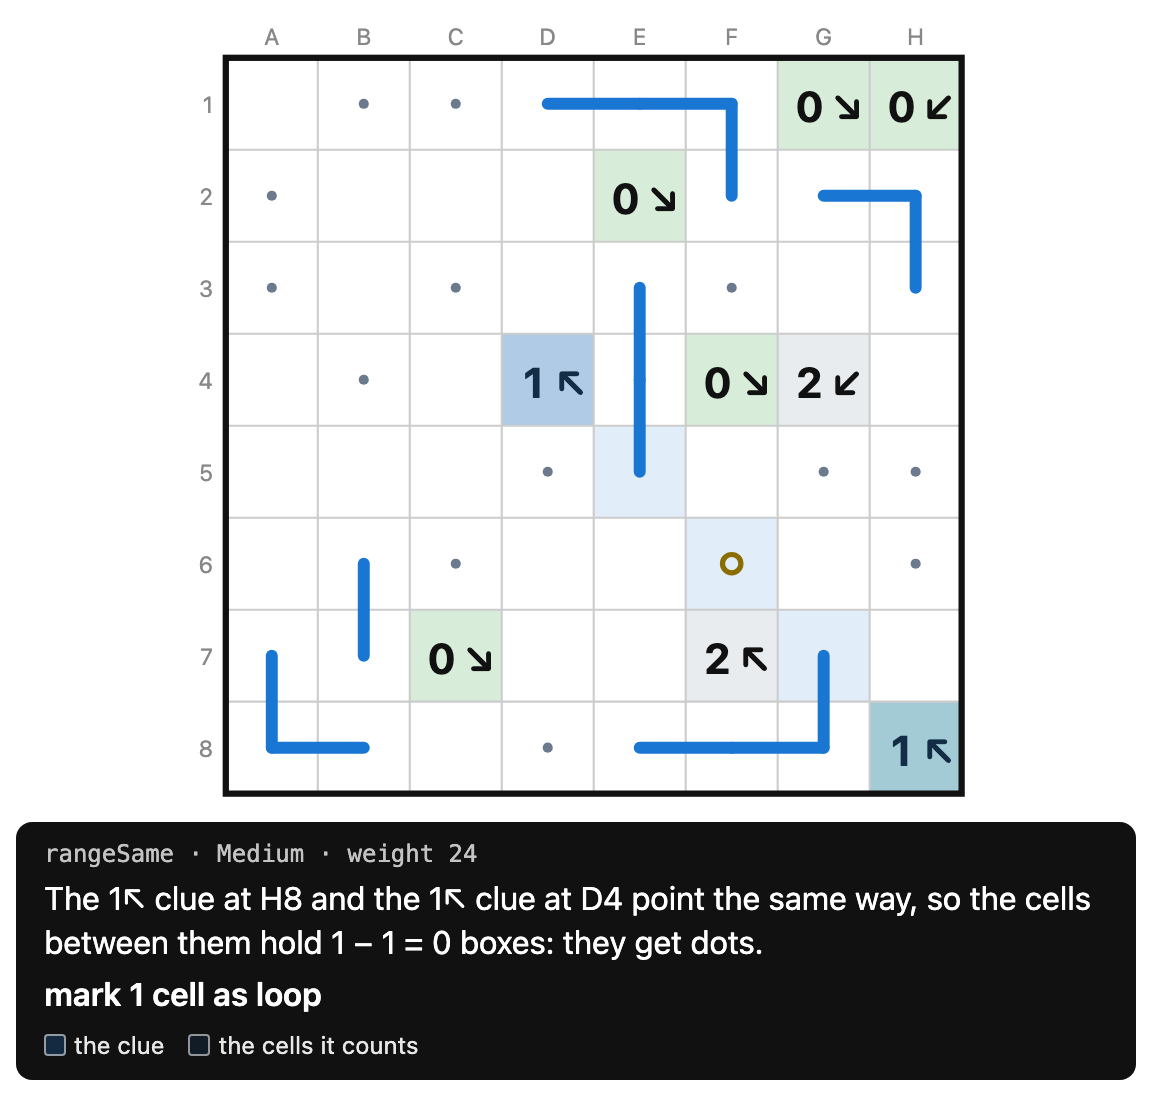 A B C D E F G H
1 0↘ 0↙
2 0↘
3
4 1↖ 0↘ 2↙
5
6
7 0↘ 2↖
8 1↖
rangeSame · Medium · weight 24
The 1↖ clue at H8 and the 1↖ clue at D4 point the same way, so the cells
between them hold 1 – 1 = 0 boxes: they get dots.
mark 1 cell as loop
the clue the cells it counts